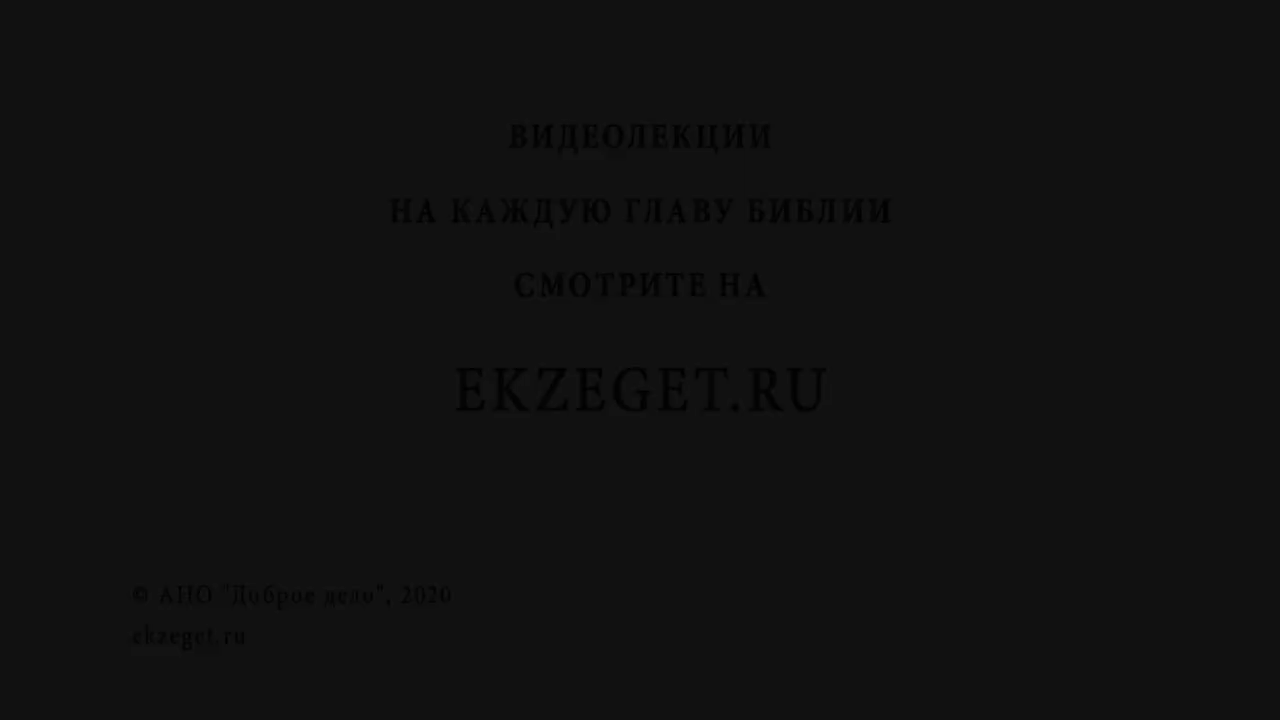 ВИДЕОЛЕКЦИИ
НА КАЖДУЮ ГЛАВУ БИБЛИИ
СМОТРИТЕ НА
EKZEGET.RU
© АНО "Доброе дело", 2020
ekzeget.ru